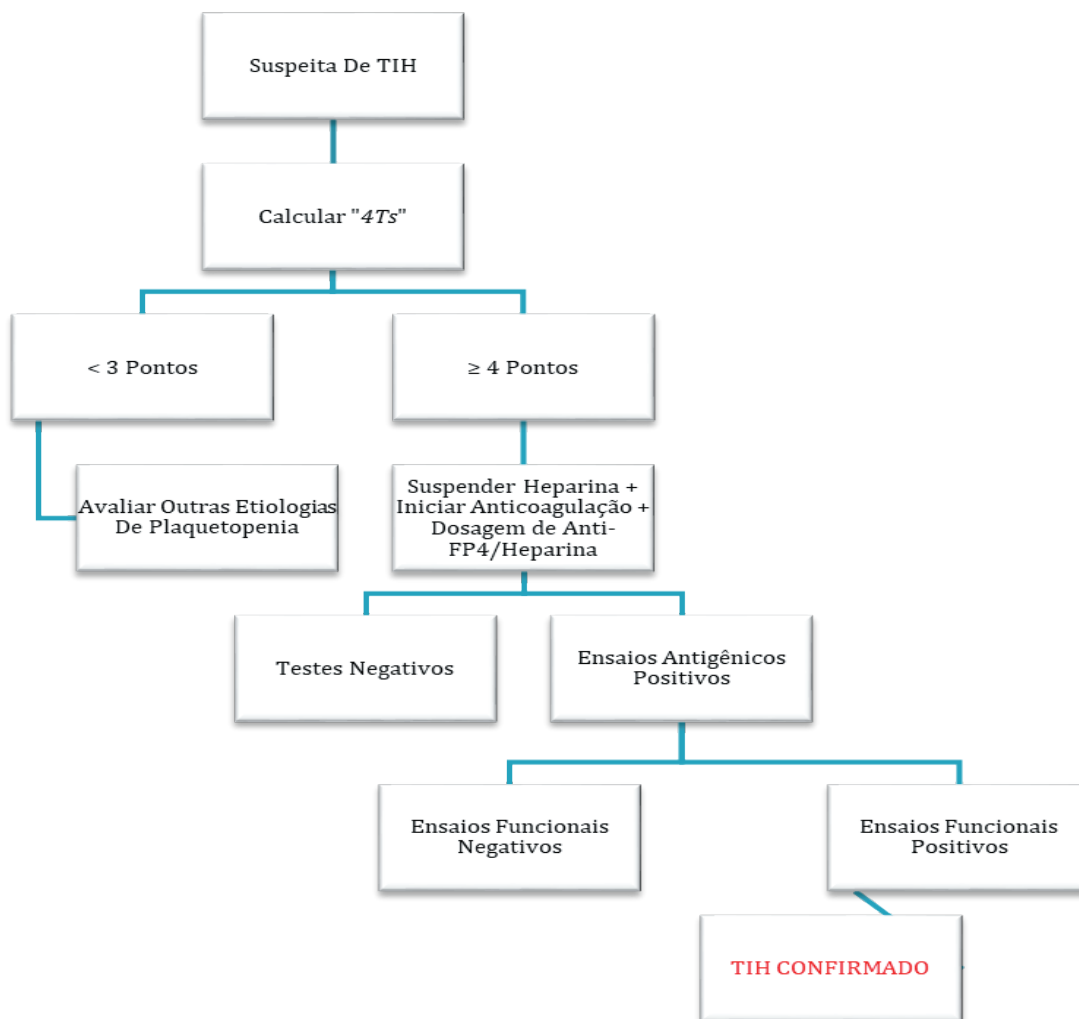 Suspeita De TIH
Calcular "4Ts"
< 3 Pontos
≥ 4 Pontos
Avaliar Outras Etiologias
De Plaquetopenia
Suspender Heparina +
Iniciar Anticoagulação +
Dosagem de Anti-
FP4/Heparina
Testes Negativos
Ensaios Antigênicos
Positivos
Ensaios Funcionais
Negativos
Ensaios Funcionais
Positivos
TIH CONFIRMADO